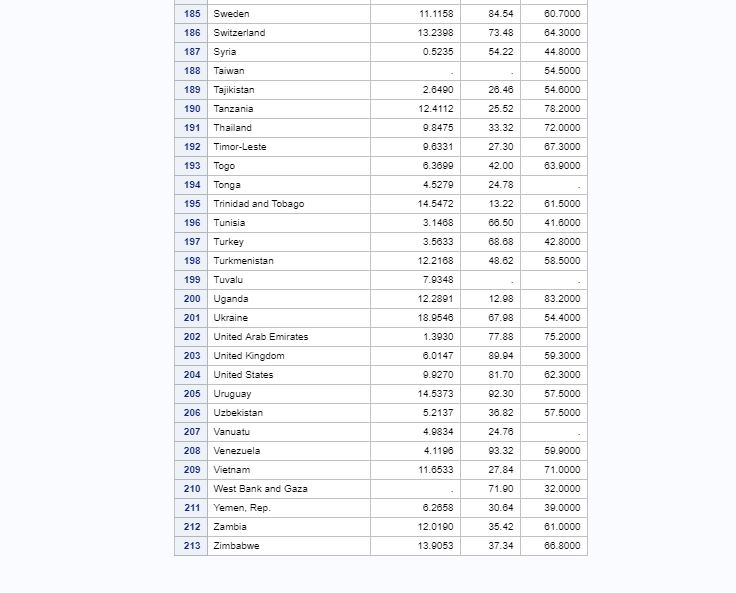 185 Sweden 11.1158 84.54 60.7000
186 Switzerland 13.2398 73.48 64.3000
187 Syria 0.5235 54.22 44.8000
188 Taiwan . . 54.5000
189 Tajikistan 2.6490 26.46 54.6000
190 Tanzania 12.4112 25.52 78.2000
191 Thailand 9.8475 33.32 72.0000
192 Timor-Leste 9.6331 27.30 67.3000
193 Togo 6.3699 42.00 63.9000
194 Tonga 4.5279 24.78 .
195 Trinidad and Tobago 14.5472 13.22 61.5000
196 Tunisia 3.1468 66.50 41.6000
197 Turkey 3.5633 68.68 42.8000
198 Turkmenistan 12.2168 48.62 58.5000
199 Tuvalu 7.9348 . .
200 Uganda 12.2891 12.98 83.2000
201 Ukraine 18.9546 67.98 54.4000
202 United Arab Emirates 1.3930 77.88 75.2000
203 United Kingdom 6.0147 89.94 59.3000
204 United States 9.9270 81.70 62.3000
205 Uruguay 14.5373 92.30 57.5000
206 Uzbekistan 5.2137 36.82 57.5000
207 Vanuatu 4.9834 24.76 .
208 Venezuela 4.1196 93.32 59.9000
209 Vietnam 11.6533 27.84 71.0000
210 West Bank and Gaza . 71.90 32.0000
211 Yemen, Rep. 6.2658 30.64 39.0000
212 Zambia 12.0190 35.42 61.0000
213 Zimbabwe 13.9053 37.34 66.8000